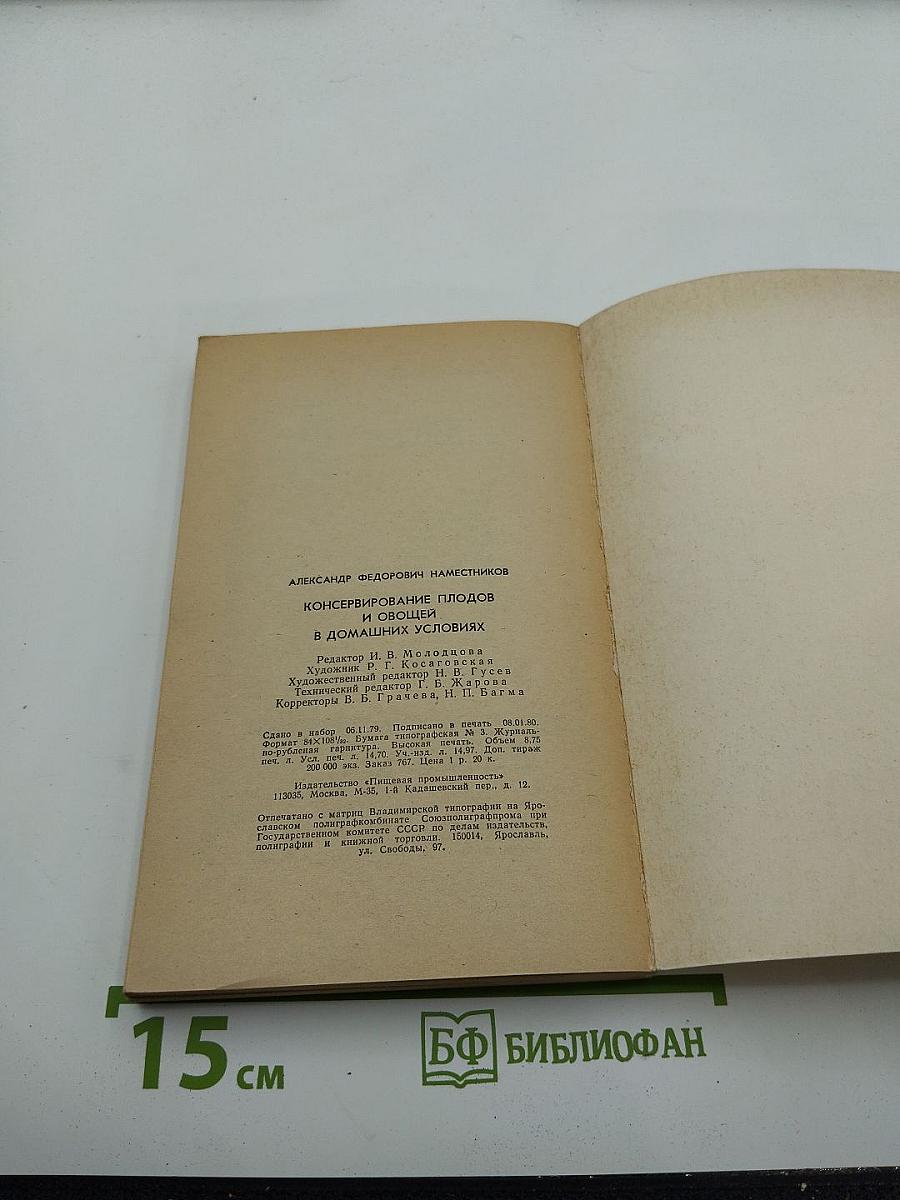 АЛЕКСАНДР ФЕДОРОВИЧ НАМЕСТНИКОВ
КОНСЕРВИРОВАНИЕ ПЛОДОВ
И ОВОЩЕЙ
В ДОМАШНИХ УСЛОВИЯХ
Редактор И. В. Молодцова
Художник Р. Г. Косаговская
Художественный редактор Н. В. Гусев
Технический редактор Г. Б. Жарова
Корректоры В. Б. Грачева, Н. П. Багма
Сдано в набор 06.11.79. Подписано в печать 08.01.80.
Формат 84×108¹/₃₂. Бумага типографская № 3. Журналь-
но-рубленая гарнитура. Высокая печать. Объем 8,75
печ. л. Усл. печ. л. 14,70. Уч.-изд. л. 14,97. Доп. тираж
200 000 экз. Заказ 767. Цена 1 р. 20 к.
Издательство «Пищевая промышленность»
113035, Москва, М-35, 1-й Кадашевский пер., д. 12.
Отпечатано с матриц Владимирской типографии на Яро-
славском полиграфкомбинате Союзполиграфпрома при
Государственном комитете СССР по делам издательств,
полиграфии и книжной торговли. 150014, Ярославль,
ул. Свободы, 97.
15 см
БФ БИБЛИОФАН